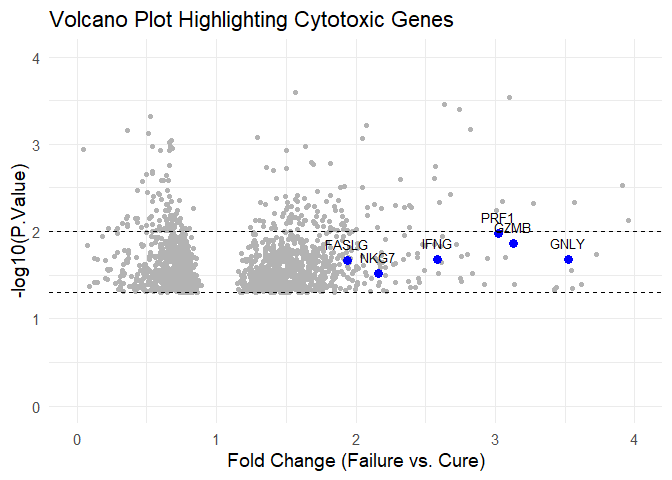 Volcano Plot Highlighting Cytotoxic Genes
4
3
2
1
0
-log10(P.Value)
PRF1
GZMB
FASLG
IFNG
GNLY
NKG7
0 1 2 3 4
Fold Change (Failure vs. Cure)